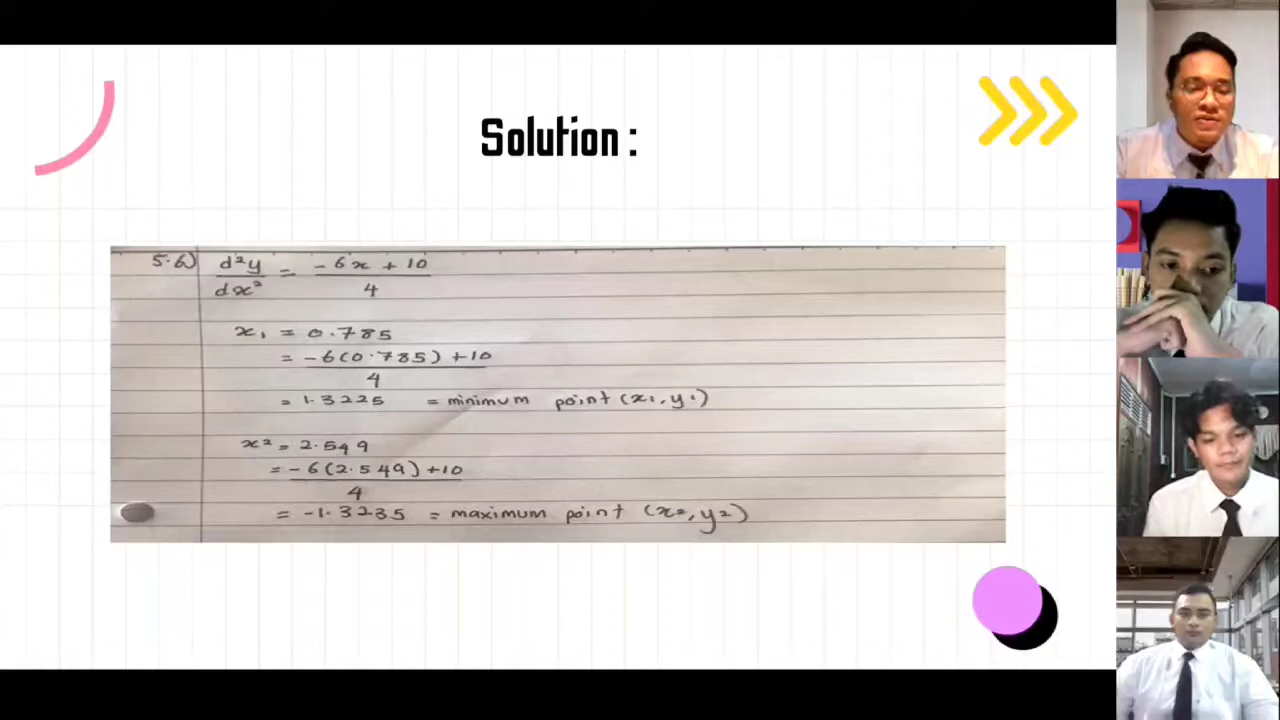 Solution :
5.6) d²y/dx² = -6x + 10/4
x₁ = 0.785
= -6(0.785) +10/4
= 1.3225 = minimum point (x₁, y₁)
x₂ = 2.549
= -6(2.549) +10/4
= -1.3235 = maximum point (x₂, y₂)